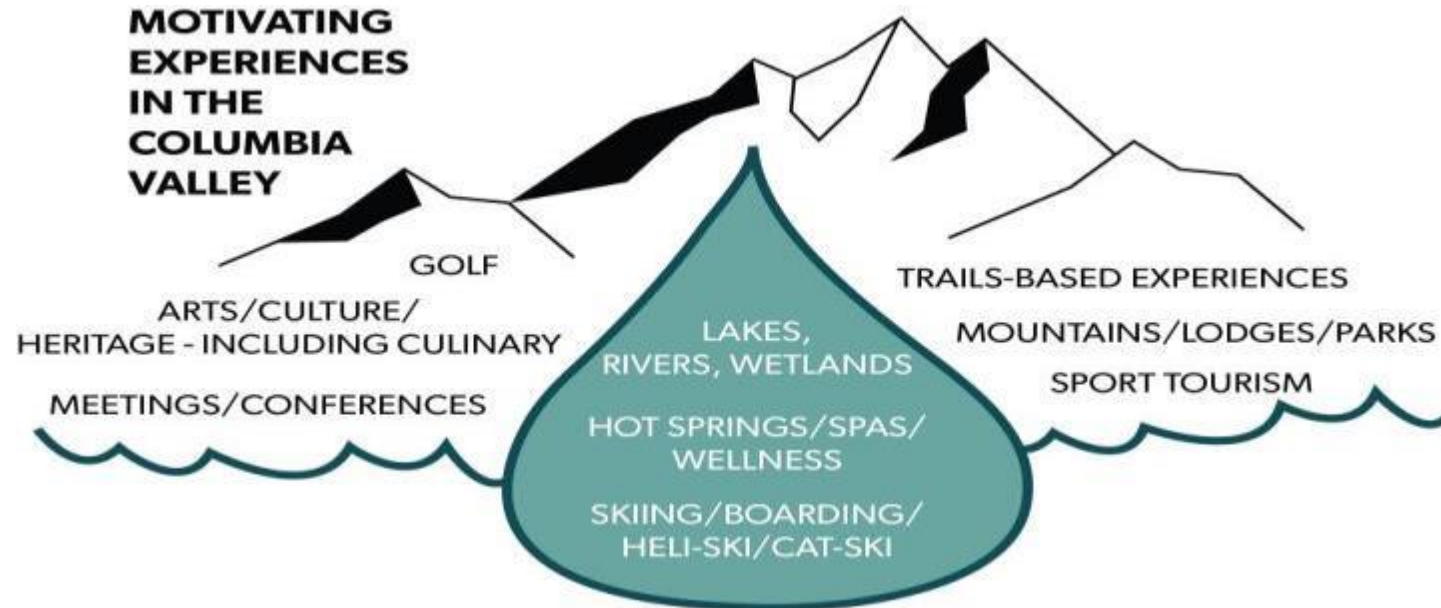 MOTIVATING
EXPERIENCES
IN THE
COLUMBIA
VALLEY
GOLF
ARTS/CULTURE/
HERITAGE - INCLUDING CULINARY
MEETINGS/CONFERENCES
LAKES,
RIVERS, WETLANDS
HOT SPRINGS/SPAS/
WELLNESS
SKIING/BOARDING/
HELI-SKI/CAT-SKI
TRAILS-BASED EXPERIENCES
MOUNTAINS/LODGES/PARKS
SPORT TOURISM